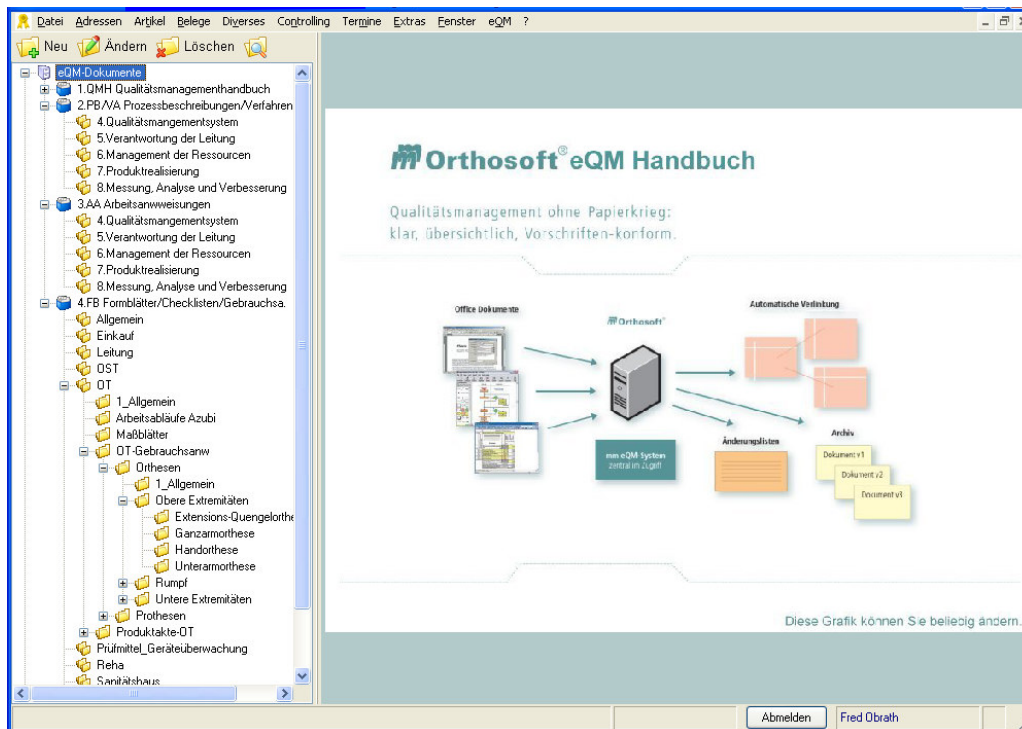 Datei Adressen Artikel Belege Diverses Controlling Termine Extras Fenster eQM ?
Neu Ändern Löschen
eQM-Dokumente
1.QMH Qualitätsmanagementhandbuch
2.PB/VA Prozessbeschreibungen/Verfahren
4.Qualitätsmangementsystem
5.Verantwortung der Leitung
6.Management der Ressourcen
7.Produktrealisierung
8.Messung, Analyse und Verbesserung
3.AA Arbeitsanwweisungen
4.Qualitätsmangementsystem
5.Verantwortung der Leitung
6.Management der Ressourcen
7.Produktrealisierung
8.Messung, Analyse und Verbesserung
4.FB Formblätter/Checklisten/Gebrauchsa.
Allgemein
Einkauf
Leitung
OST
OT
1_Allgemein
Arbeitsabläufe Azubi
Maßblätter
OT-Gebrauchsanw
Orthesen
1_Allgemein
Obere Extremitäten
Extensions-Quengelorthe
Ganzarmorthese
Handorthese
Unterarmorthese
Rumpf
Untere Extremitäten
Prothesen
Produktakte-OT
Prüfmittel_Geräteüberwachung
Reha
Sanitätshaus
Orthosoft® eQM Handbuch
Qualitätsmanagement ohne Papierkrieg:
klar, übersichtlich, Vorschriften-konform.
Office Dokumente
Orthosoft®
Automatische Verlinkung
mm eQM-System
zentral im Zugriff
Änderungslisten
Archiv
Dokument v1
Dokument v2
Document v3
Diese Grafik können Sie beliebig ändern.
Abmelden
Fred Obrath